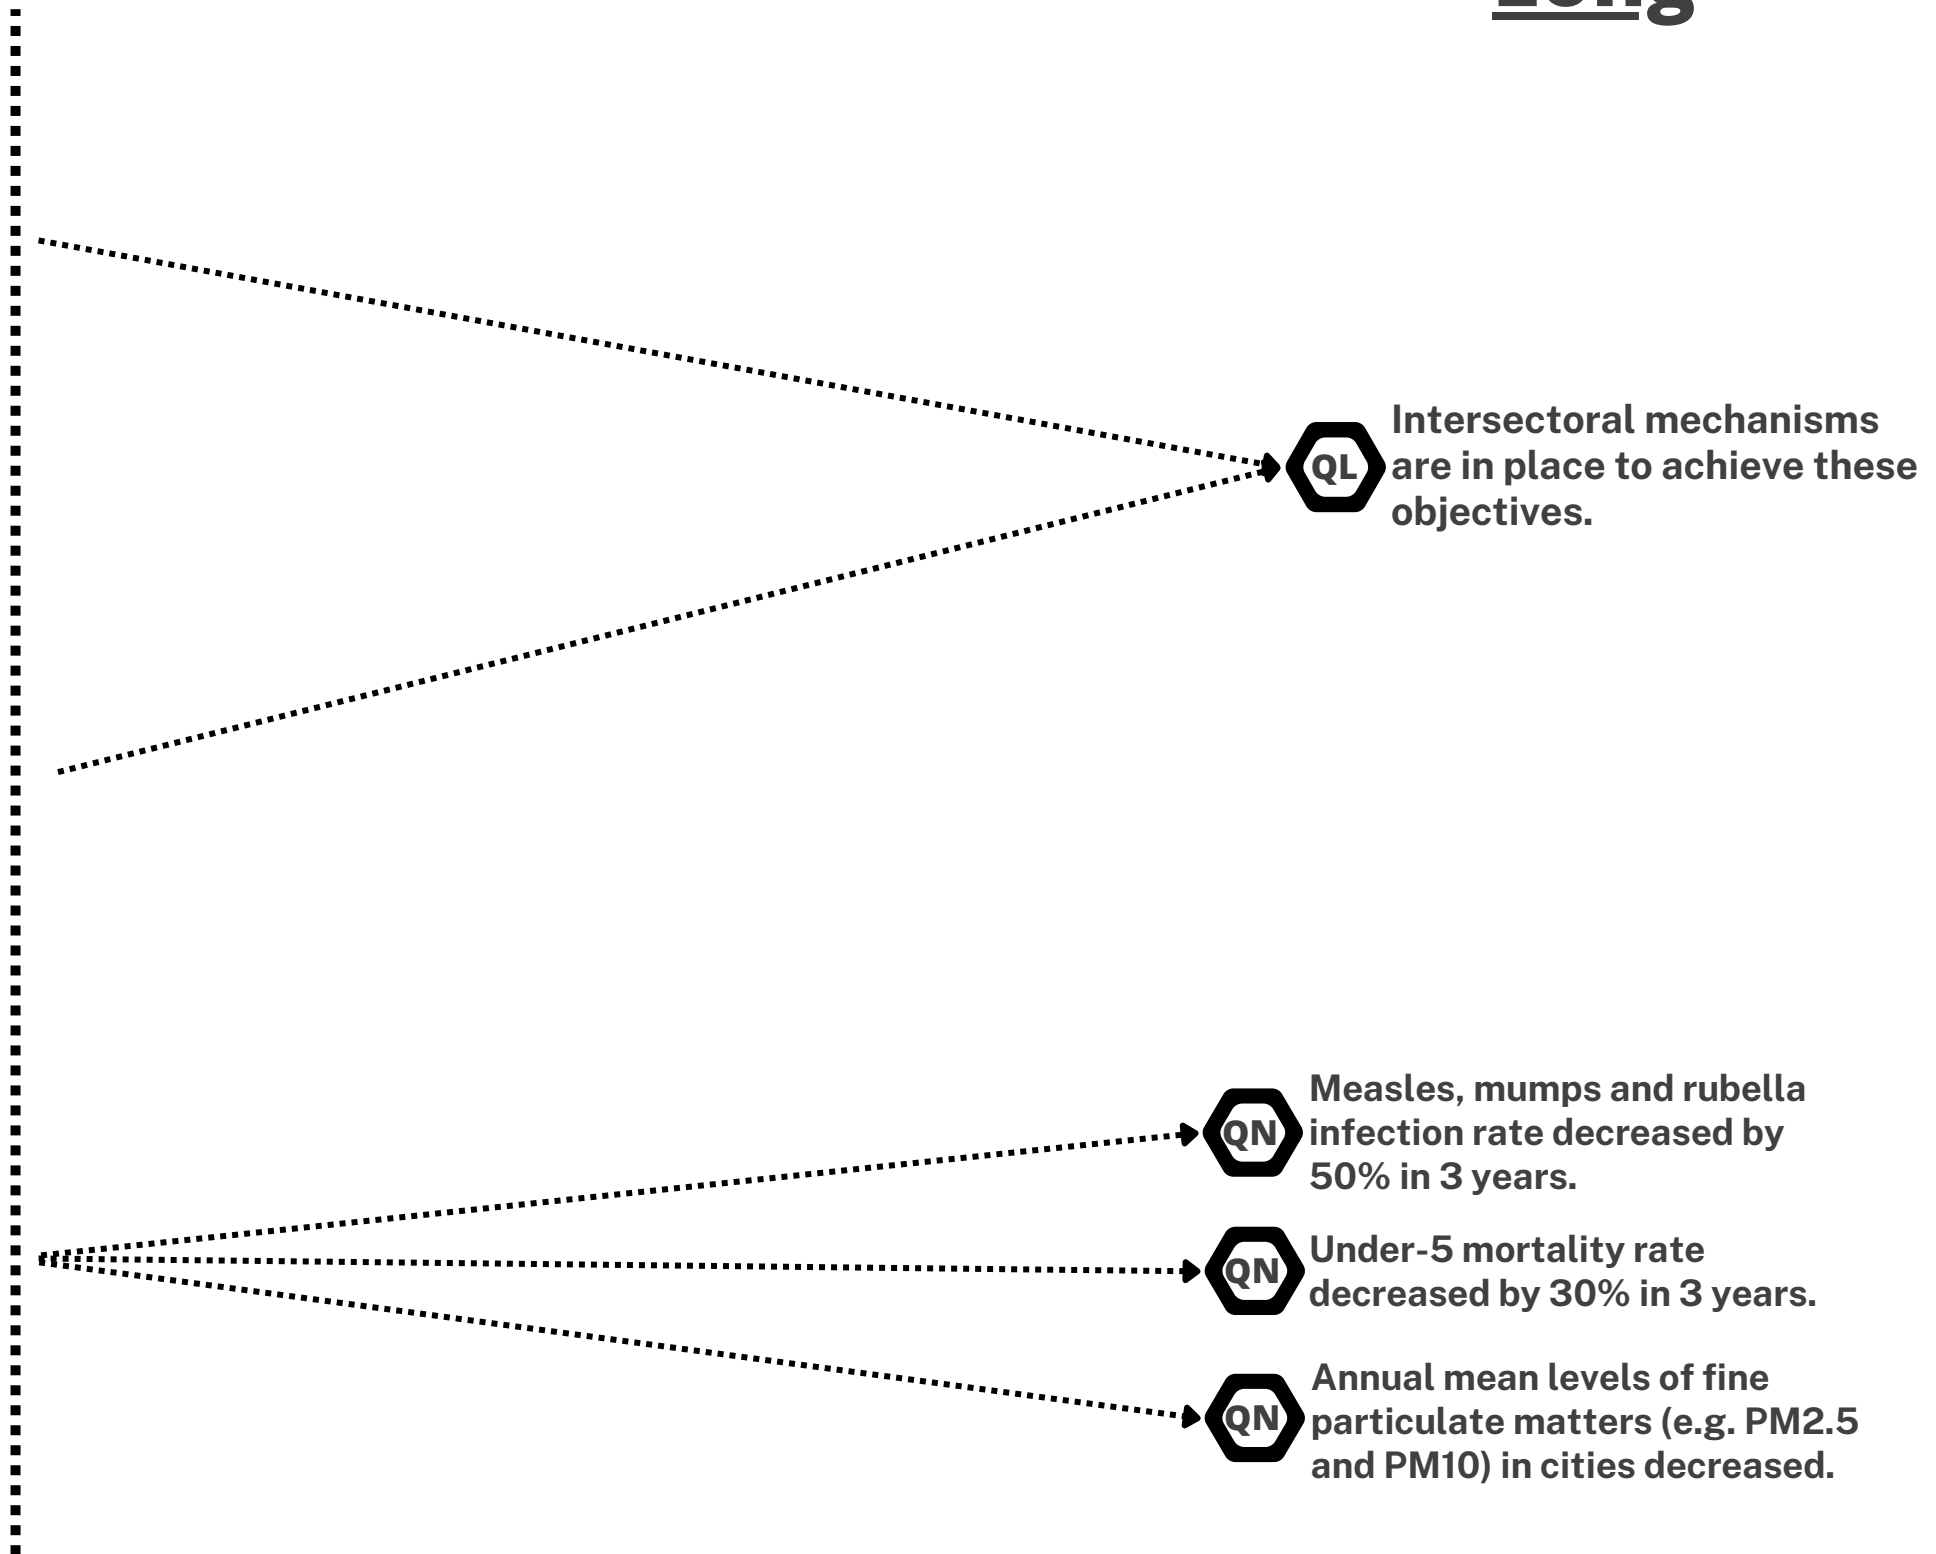 Long
QL
Intersectoral mechanisms
are in place to achieve these
objectives.
QN
Measles, mumps and rubella
infection rate decreased by
50% in 3 years.
QN
Under-5 mortality rate
decreased by 30% in 3 years.
QN
Annual mean levels of fine
particulate matters (e.g. PM2.5
and PM10) in cities decreased.